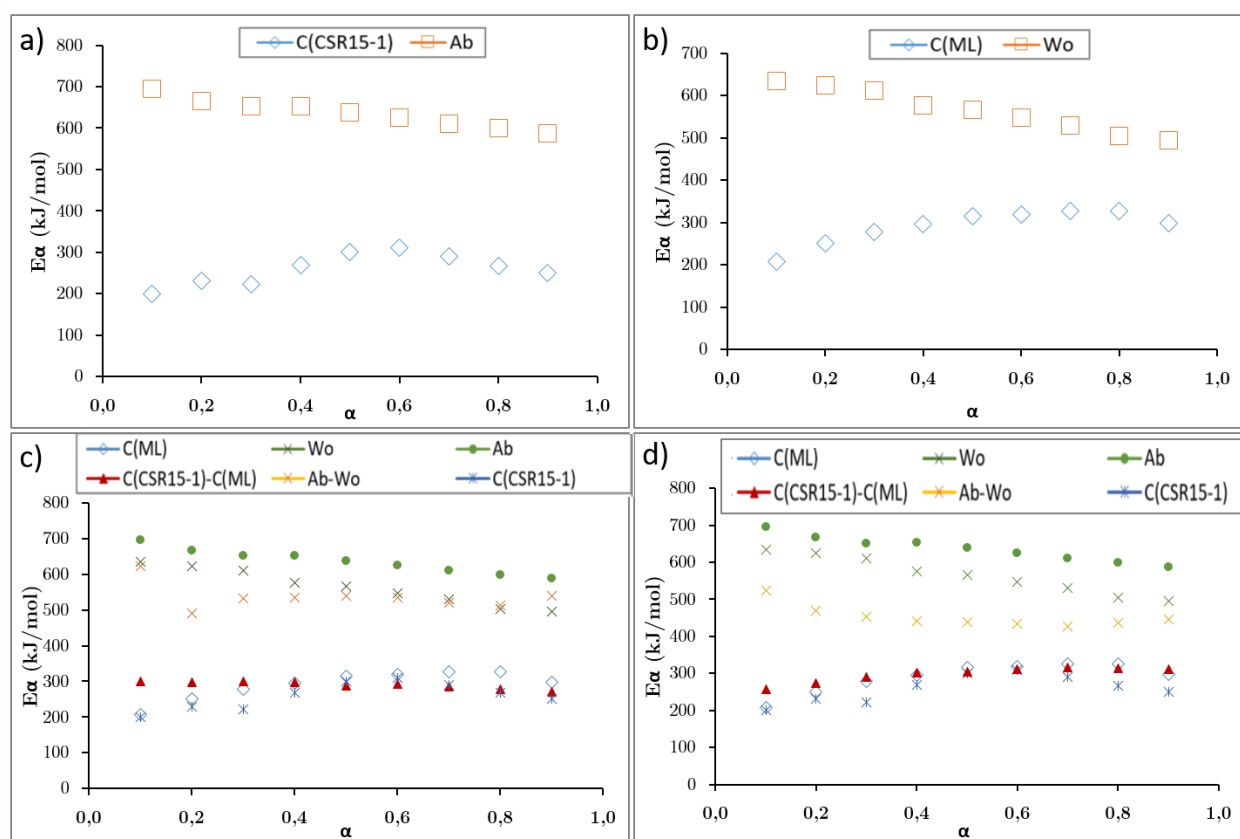 a)
C(CSR15-1) Ab
Eα (kJ/mol)
800
700
600
500
400
300
200
100
0
0,0 0,2 0,4 0,6 0,8 1,0
α
b)
C(ML) Wo
Eα (kJ/mol)
700
600
500
400
300
200
100
0
0,0 0,2 0,4 0,6 0,8 1,0
α
c)
C(ML) Wo Ab
C(CSR15-1)-C(ML) Ab-Wo C(CSR15-1)
Eα (kJ/mol)
800
700
600
500
400
300
200
100
0
0,0 0,2 0,4 0,6 0,8 1,0
α
d)
C(ML) Wo Ab
C(CSR15-1)-C(ML) Ab-Wo C(CSR15-1)
Eα (kJ/mol)
800
700
600
500
400
300
200
100
0
0,0 0,2 0,4 0,6 0,8 1,0
α